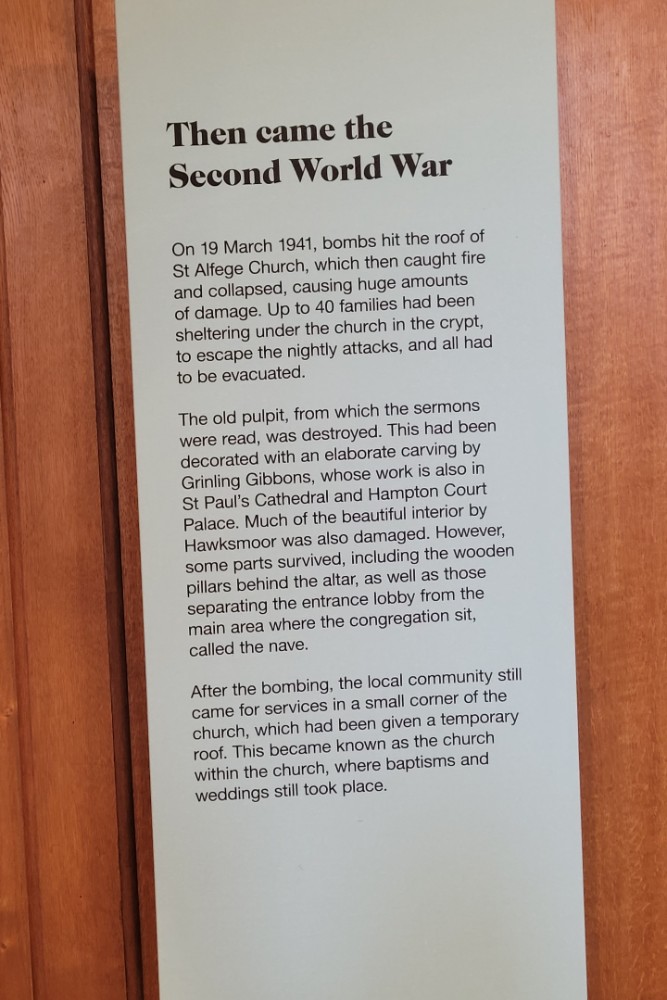 Then came the
Second World War
On 19 March 1941, bombs hit the roof of
St Alfege Church, which then caught fire
and collapsed, causing huge amounts
of damage. Up to 40 families had been
sheltering under the church in the crypt,
to escape the nightly attacks, and all had
to be evacuated.
The old pulpit, from which the sermons
were read, was destroyed. This had been
decorated with an elaborate carving by
Grinling Gibbons, whose work is also in
St Paul's Cathedral and Hampton Court
Palace. Much of the beautiful interior by
Hawksmoor was also damaged. However,
some parts survived, including the wooden
pillars behind the altar, as well as those
separating the entrance lobby from the
main area where the congregation sit,
called the nave.
After the bombing, the local community still
came for services in a small corner of the
church, which had been given a temporary
roof. This became known as the church
within the church, where baptisms and
weddings still took place.